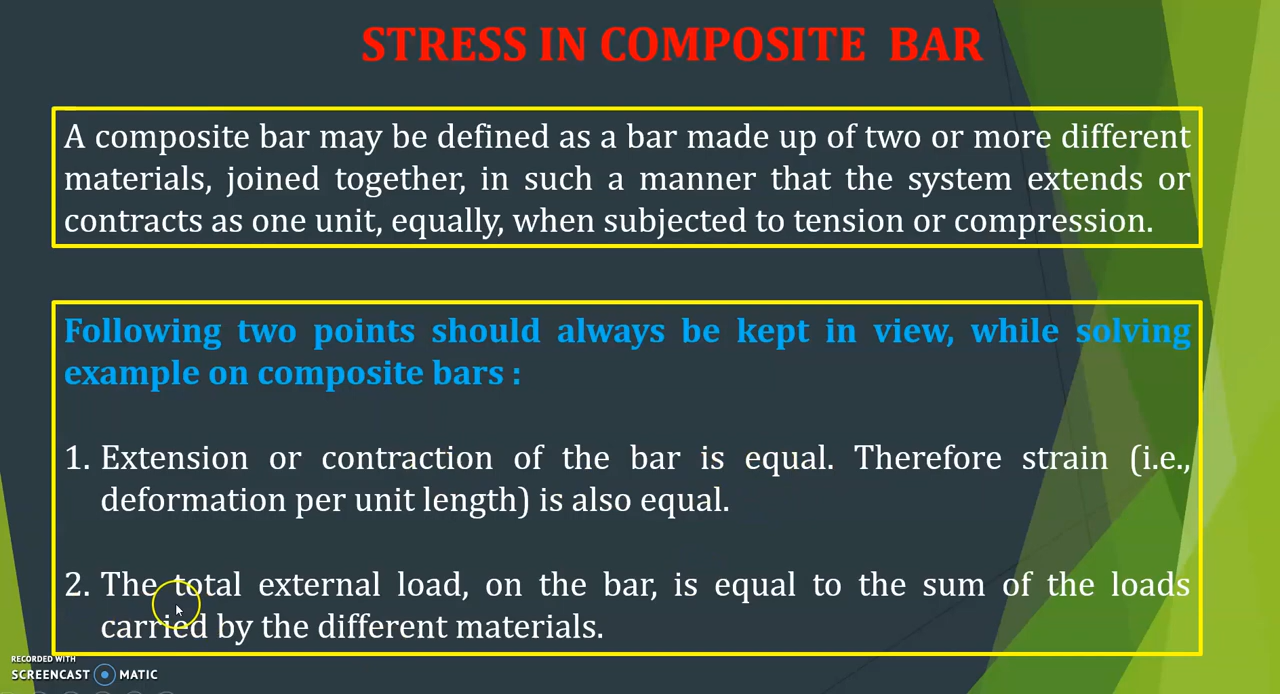 STRESS IN COMPOSITE BAR
A composite bar may be defined as a bar made up of two or more different
materials, joined together, in such a manner that the system extends or
contracts as one unit, equally, when subjected to tension or compression.
Following two points should always be kept in view, while solving
example on composite bars :
1. Extension or contraction of the bar is equal. Therefore strain (i.e.,
deformation per unit length) is also equal.
2. The total external load, on the bar, is equal to the sum of the loads
carried by the different materials.
RECORDED WITH
SCREENCAST MATIC